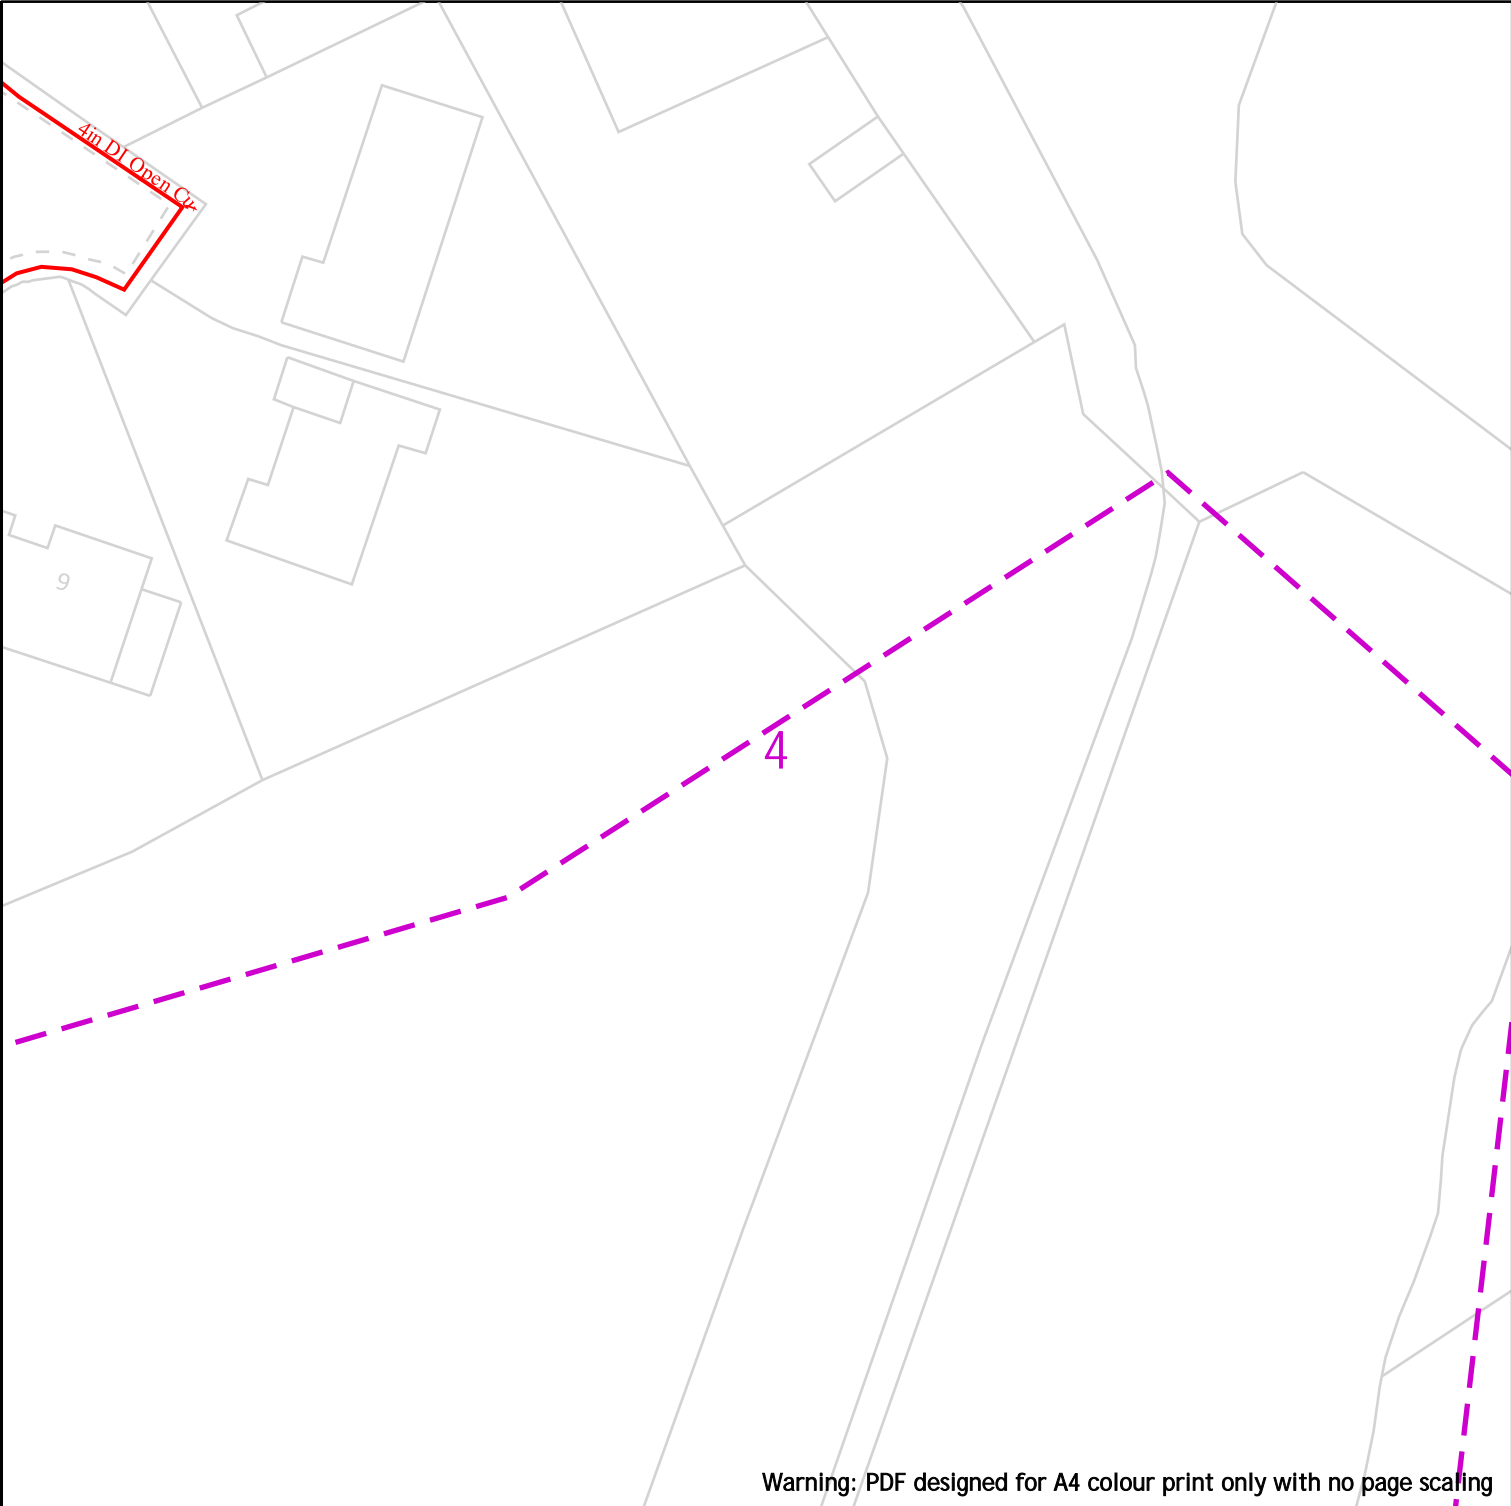 4in DI Open Cu
9
4
Warning: PDF designed for A4 colour print only with no page scaling